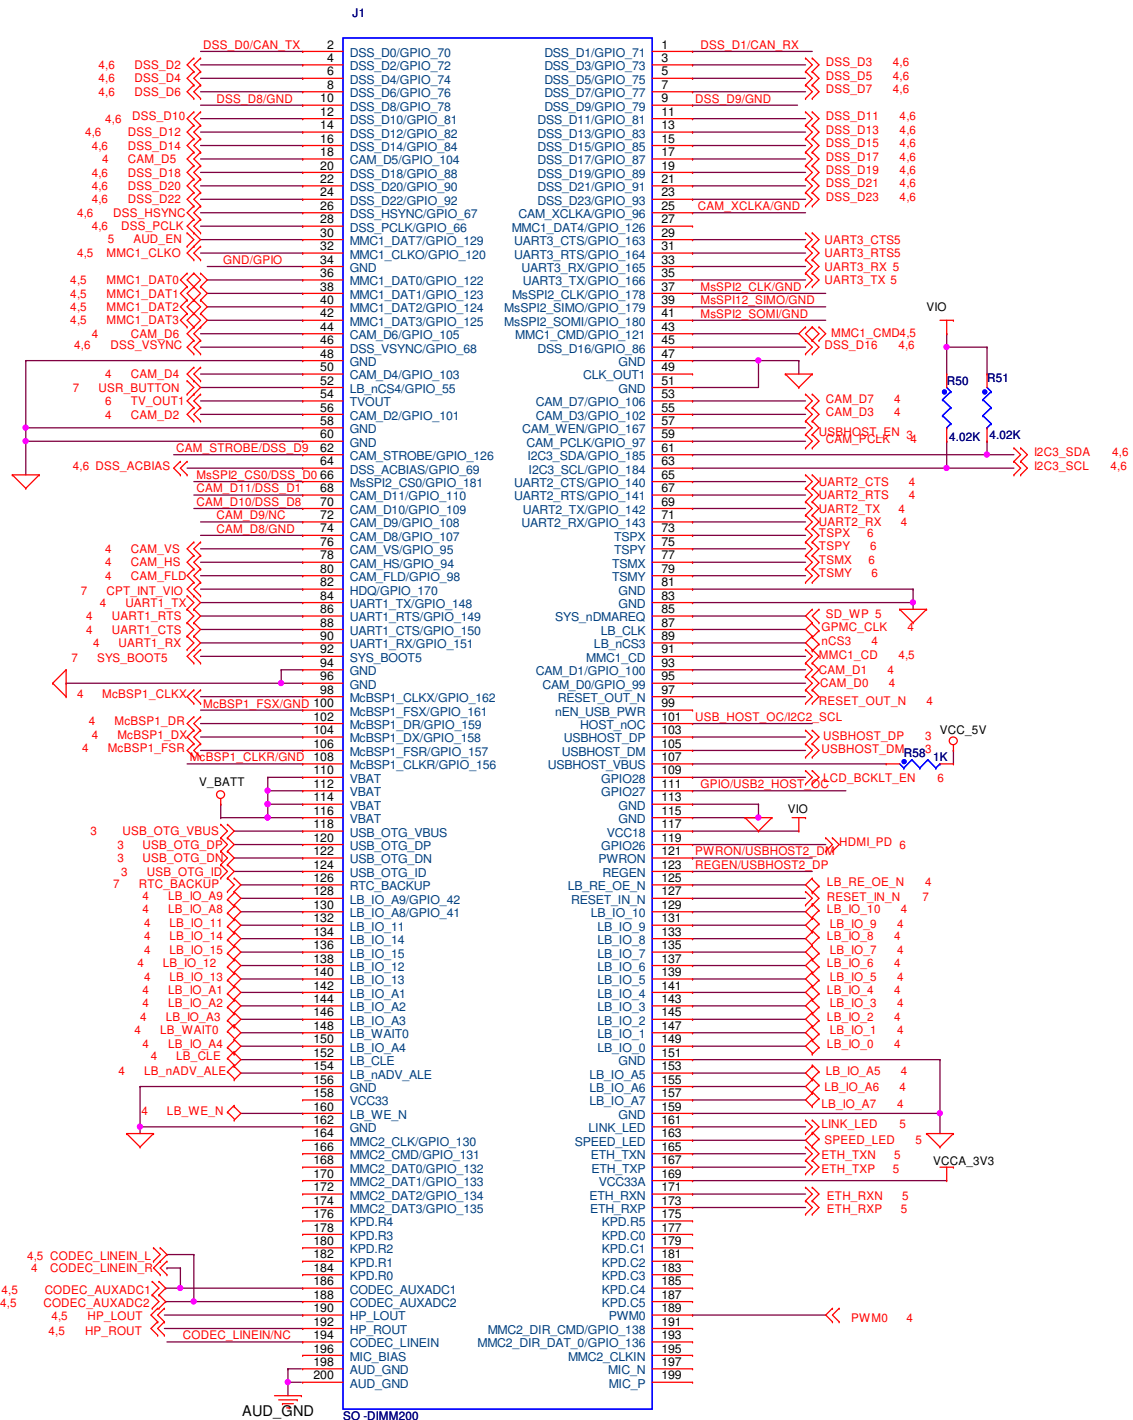 J1
DSS_D0/CAN_TX 2 DSS_D0/GPIO_70 DSS_D1/GPIO_71 1 DSS_D1/CAN_RX
4,6 DSS_D2 4 DSS_D2/GPIO_72 DSS_D3/GPIO_73 3 DSS_D3 4,6
4,6 DSS_D4 6 DSS_D4/GPIO_74 DSS_D5/GPIO_75 5 DSS_D5 4,6
4,6 DSS_D6 8 DSS_D6/GPIO_76 DSS_D7/GPIO_77 7 DSS_D7 4,6
DSS_D8/GND 10 DSS_D8/GPIO_78 DSS_D9/GPIO_79 9 DSS_D9/GND
4,6 DSS_D10 12 DSS_D10/GPIO_81 DSS_D11/GPIO_81 11 DSS_D11 4,6
4,6 DSS_D12 14 DSS_D12/GPIO_82 DSS_D13/GPIO_83 13 DSS_D13 4,6
4,6 DSS_D14 16 DSS_D14/GPIO_84 DSS_D15/GPIO_85 15 DSS_D15 4,6
4 CAM_D5 18 CAM_D5/GPIO_104 DSS_D17/GPIO_87 17 DSS_D17 4,6
4,6 DSS_D18 20 DSS_D18/GPIO_88 DSS_D19/GPIO_89 19 DSS_D19 4,6
4,6 DSS_D20 22 DSS_D20/GPIO_90 DSS_D21/GPIO_91 21 DSS_D21 4,6
4,6 DSS_D22 24 DSS_D22/GPIO_92 DSS_D23/GPIO_93 23 DSS_D23 4,6
4,6 DSS_HSYNC 26 DSS_HSYNC/GPIO_67 CAM_XCLKA/GPIO_96 25 CAM_XCLKA/GND
4,6 DSS_PCLK 28 DSS_PCLK/GPIO_66 MMC1_DAT4/GPIO_126 27
5 AUD_EN 30 MMC1_DAT7/GPIO_129 UART3_CTS/GPIO_163 29 UART3_CTS5
4,5 MMC1_CLKO 32 MMC1_CLKO/GPIO_120 UART3_RTS/GPIO_164 31 UART3_RTS5
GND/GPIO 34 GND UART3_RX/GPIO_165 33 UART3_RX 5
4,5 MMC1_DAT0 36 MMC1_DAT0/GPIO_122 UART3_TX/GPIO_166 35 UART3_TX 5
4,5 MMC1_DAT1 38 MMC1_DAT1/GPIO_123 MsSPI2_CLK/GPIO_178 37 MsSPI2_CLK/GND
4,5 MMC1_DAT2 40 MMC1_DAT2/GPIO_124 MsSPI2_SIMO/GPIO_179 39 MsSPI12_SIMO/GND
4,5 MMC1_DAT3 42 MMC1_DAT3/GPIO_125 MsSPI2_SOMI/GPIO_180 41 MsSPI2_SOMI/GND
4 CAM_D6 44 CAM_D6/GPIO_105 MMC1_CMD/GPIO_121 43 MMC1_CMD4,5
4,6 DSS_VSYNC 46 DSS_VSYNC/GPIO_68 DSS_D16/GPIO_86 45 DSS_D16 4,6
VIO
48 GND GND 47
4 CAM_D4 50 CAM_D4/GPIO_103 CLK_OUT1 49
R50 R51
7 USR_BUTTON 52 LB_nCS4/GPIO_55 GND 51
6 TV_OUT1 54 TVOUT CAM_D7/GPIO_106 53 CAM_D7 4
4 CAM_D2 56 CAM_D2/GPIO_101 CAM_D3/GPIO_102 55 CAM_D3 4
58 GND CAM_WEN/GPIO_167 57 USBHOST_EN 3
4.02K 4.02K
60 GND CAM_PCLK/GPIO_97 59 CAM_PCLK 4
CAM_STROBE/DSS_D9 62 CAM_STROBE/GPIO_126 I2C3_SDA/GPIO_185 61 I2C3_SDA 4,6
4,6 DSS_ACBIAS 64 DSS_ACBIAS/GPIO_69 I2C3_SCL/GPIO_184 63 I2C3_SCL 4,6
MsSPI2_CS0/DSS_D0 66 MsSPI2_CS0/GPIO_181 UART2_CTS/GPIO_140 65 UART2_CTS 4
CAM_D11/DSS_D1 68 CAM_D11/GPIO_110 UART2_RTS/GPIO_141 67 UART2_RTS 4
CAM_D10/DSS_D8 70 CAM_D10/GPIO_109 UART2_TX/GPIO_142 69 UART2_TX 4
CAM_D9/NC 72 CAM_D9/GPIO_108 UART2_RX/GPIO_143 71 UART2_RX 4
CAM_D8/GND 74 CAM_D8/GPIO_107 TSPX 73 TSPX 6
4 CAM_VS 76 CAM_VS/GPIO_95 TSPY 75 TSPY 6
4 CAM_HS 78 CAM_HS/GPIO_94 TSMX 77 TSMX 6
4 CAM_FLD 80 CAM_FLD/GPIO_98 TSMY 79 TSMY 6
7 CPT_INT_VIO 82 HDQ/GPIO_170 GND 81
4 UART1_TX 84 UART1_TX/GPIO_148 GND 83
4 UART1_RTS 86 UART1_RTS/GPIO_149 SYS_nDMAREQ 85 SD_WP 5
4 UART1_CTS 88 UART1_CTS/GPIO_150 LB_CLK 87 GPMC_CLK 4
4 UART1_RX 90 UART1_RX/GPIO_151 LB_nCS3 89 nCS3 4
7 SYS_BOOT5 92 SYS_BOOT5 MMC1_CD 91 MMC1_CD 4,5
94 GND CAM_D1/GPIO_100 93 CAM_D1 4
96 GND CAM_D0/GPIO_99 95 CAM_D0 4
4 McBSP1_CLKX 98 McBSP1_CLKX/GPIO_162 RESET_OUT_N 97 RESET_OUT_N 4
McBSP1_FSX/GND 100 McBSP1_FSX/GPIO_161 nEN_USB_PWR 99
4 McBSP1_DR 102 McBSP1_DR/GPIO_159 HOST_nOC 101 USB_HOST_OC/I2C2_SCL
VCC_5V
4 McBSP1_DX 104 McBSP1_DX/GPIO_158 USBHOST_DP 103 USBHOST_DP 3
4 McBSP1_FSR 106 McBSP1_FSR/GPIO_157 USBHOST_DM 105 USBHOST_DM 3
McBSP1_CLKR/GND 108 McBSP1_CLKR/GPIO_156 USBHOST_VBUS 107 R58 1K
V_BATT 110 VBAT GPIO28 109 LCD_BCKLT_EN 6
112 VBAT GPIO27 111 GPIO/USB2_HOST_OC
114 VBAT GND 113
116 VBAT GND 115 VIO
3 USB_OTG_VBUS 118 USB_OTG_VBUS VCC18 117
3 USB_OTG_DP 120 USB_OTG_DP GPIO26 119 HDMI_PD 6
3 USB_OTG_DN 122 USB_OTG_DN PWRON 121 PWRON/USBHOST2_DM
3 USB_OTG_ID 124 USB_OTG_ID REGEN 123 REGEN/USBHOST2_DP
7 RTC_BACKUP 126 RTC_BACKUP LB_RE_OE_N 125 LB_RE_OE_N 4
4 LB_IO_A9 128 LB_IO_A9/GPIO_42 RESET_IN_N 127 RESET_IN_N 7
4 LB_IO_A8 130 LB_IO_A8/GPIO_41 LB_IO_10 129 LB_IO_10 4
4 LB_IO_11 132 LB_IO_11 LB_IO_9 131 LB_IO_9 4
4 LB_IO_14 134 LB_IO_14 LB_IO_8 133 LB_IO_8 4
4 LB_IO_15 136 LB_IO_15 LB_IO_7 135 LB_IO_7 4
4 LB_IO_12 138 LB_IO_12 LB_IO_6 137 LB_IO_6 4
4 LB_IO_13 140 LB_IO_13 LB_IO_5 139 LB_IO_5 4
4 LB_IO_A1 142 LB_IO_A1 LB_IO_4 141 LB_IO_4 4
4 LB_IO_A2 144 LB_IO_A2 LB_IO_3 143 LB_IO_3 4
4 LB_IO_A3 146 LB_IO_A3 LB_IO_2 145 LB_IO_2 4
4 LB_WAIT0 148 LB_WAIT0 LB_IO_1 147 LB_IO_1 4
4 LB_IO_A4 150 LB_IO_A4 LB_IO_0 149 LB_IO_0 4
4 LB_CLE 152 LB_CLE GND 151
4 LB_nADV_ALE 154 LB_nADV_ALE LB_IO_A5 153 LB_IO_A5 4
156 GND LB_IO_A6 155 LB_IO_A6 4
158 VCC33 LB_IO_A7 157 LB_IO_A7 4
4 LB_WE_N 160 LB_WE_N GND 159
162 GND LINK_LED 161 LINK_LED 5
164 MMC2_CLK/GPIO_130 SPEED_LED 163 SPEED_LED 5
166 MMC2_CMD/GPIO_131 ETH_TXN 165 ETH_TXN 5
168 MMC2_DAT0/GPIO_132 ETH_TXP 167 ETH_TXP 5
VCCA_3V3
170 MMC2_DAT1/GPIO_133 VCC33A 169
172 MMC2_DAT2/GPIO_134 ETH_RXN 171 ETH_RXN 5
174 MMC2_DAT3/GPIO_135 ETH_RXP 173 ETH_RXP 5
176 KPD.R4 KPD.R5 175
178 KPD.R3 KPD.C0 177
180 KPD.R2 KPD.C1 179
4,5 CODEC_LINEIN_L 182 KPD.R1 KPD.C2 181
4 CODEC_LINEIN_R 184 KPD.R0 KPD.C3 183
4,5 CODEC_AUXADC1 186 CODEC_AUXADC1 KPD.C4 185
4,5 CODEC_AUXADC2 188 CODEC_AUXADC2 KPD.C5 187
4,5 HP_LOUT 190 HP_LOUT PWM0 189 PWM0 4
4,5 HP_ROUT 192 HP_ROUT MMC2_DIR_CMD/GPIO_138 191
CODEC_LINEIN/NC 194 CODEC_LINEIN MMC2_DIR_DAT_0/GPIO_136 193
196 MIC_BIAS MMC2_CLKIN 195
198 AUD_GND MIC_N 197
200 AUD_GND MIC_P 199
AUD_GND
SO -DIMM200